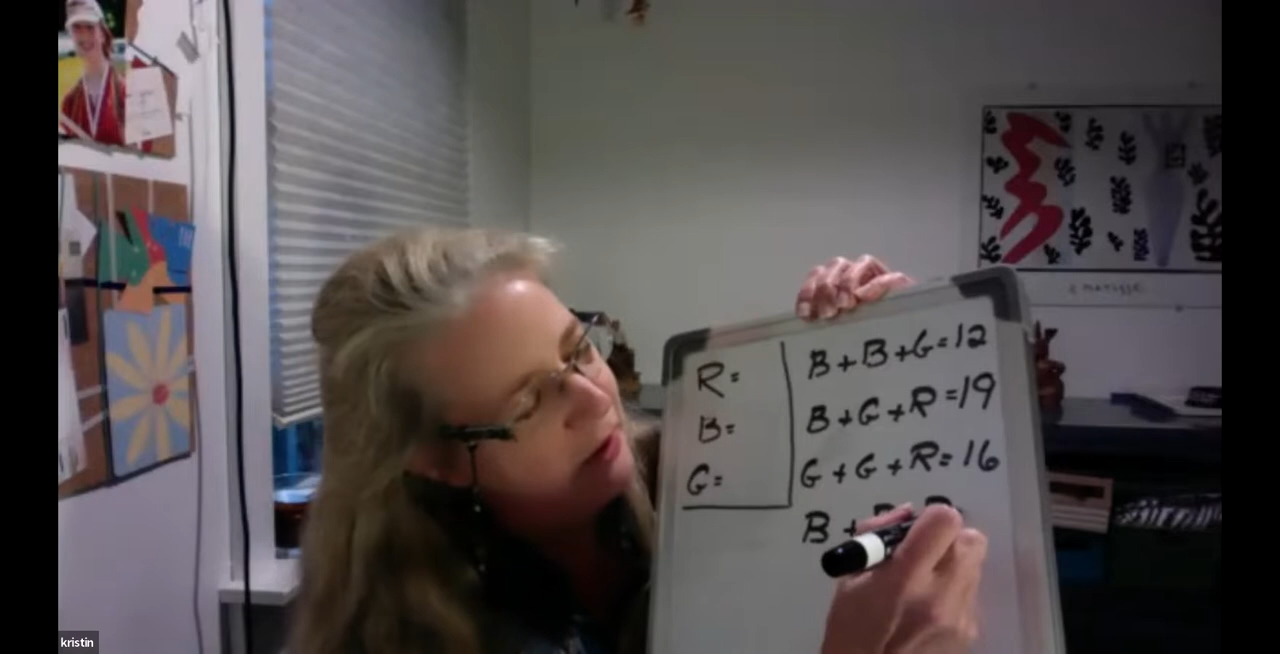 R=
B=
G=
B+B+G=12
B+G+R=19
G+G+R=16
B+
kristin